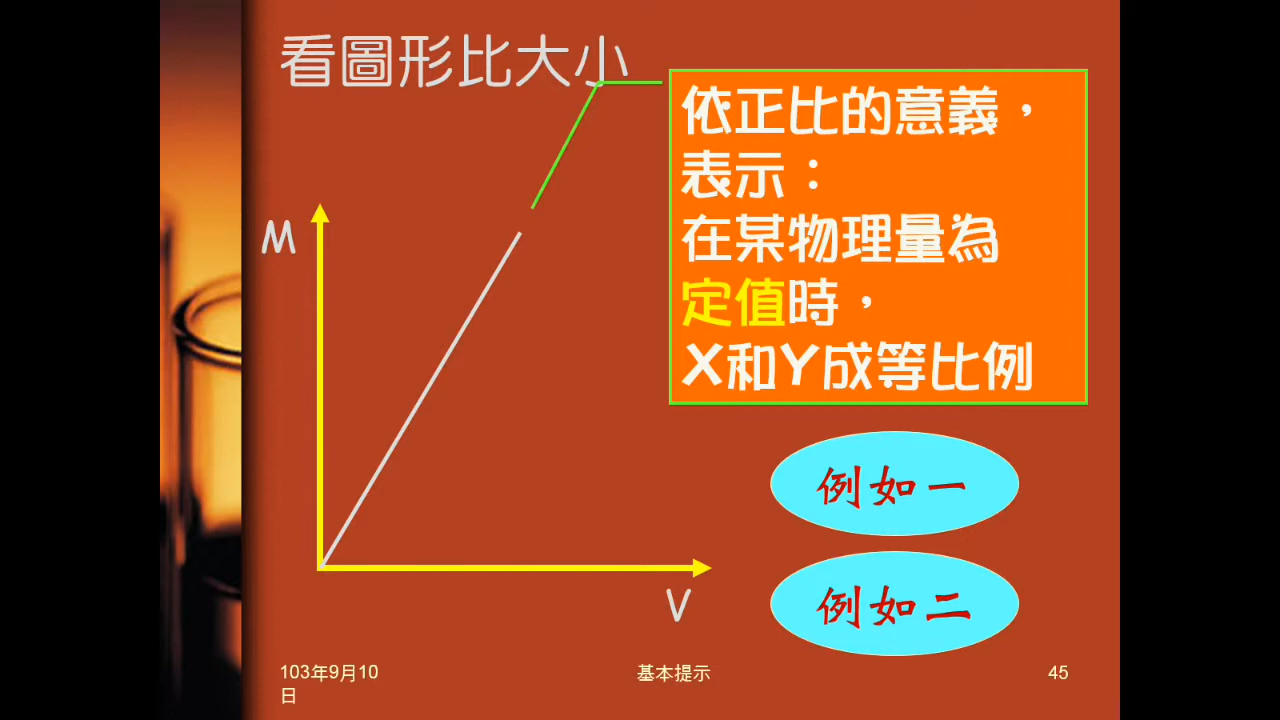 看圖形比大小
依正比的意義，
表示：
在某物理量為
定值時，
X和Y成等比例
M
V
例如一
例如二
103年9月10
日
基本提示
45